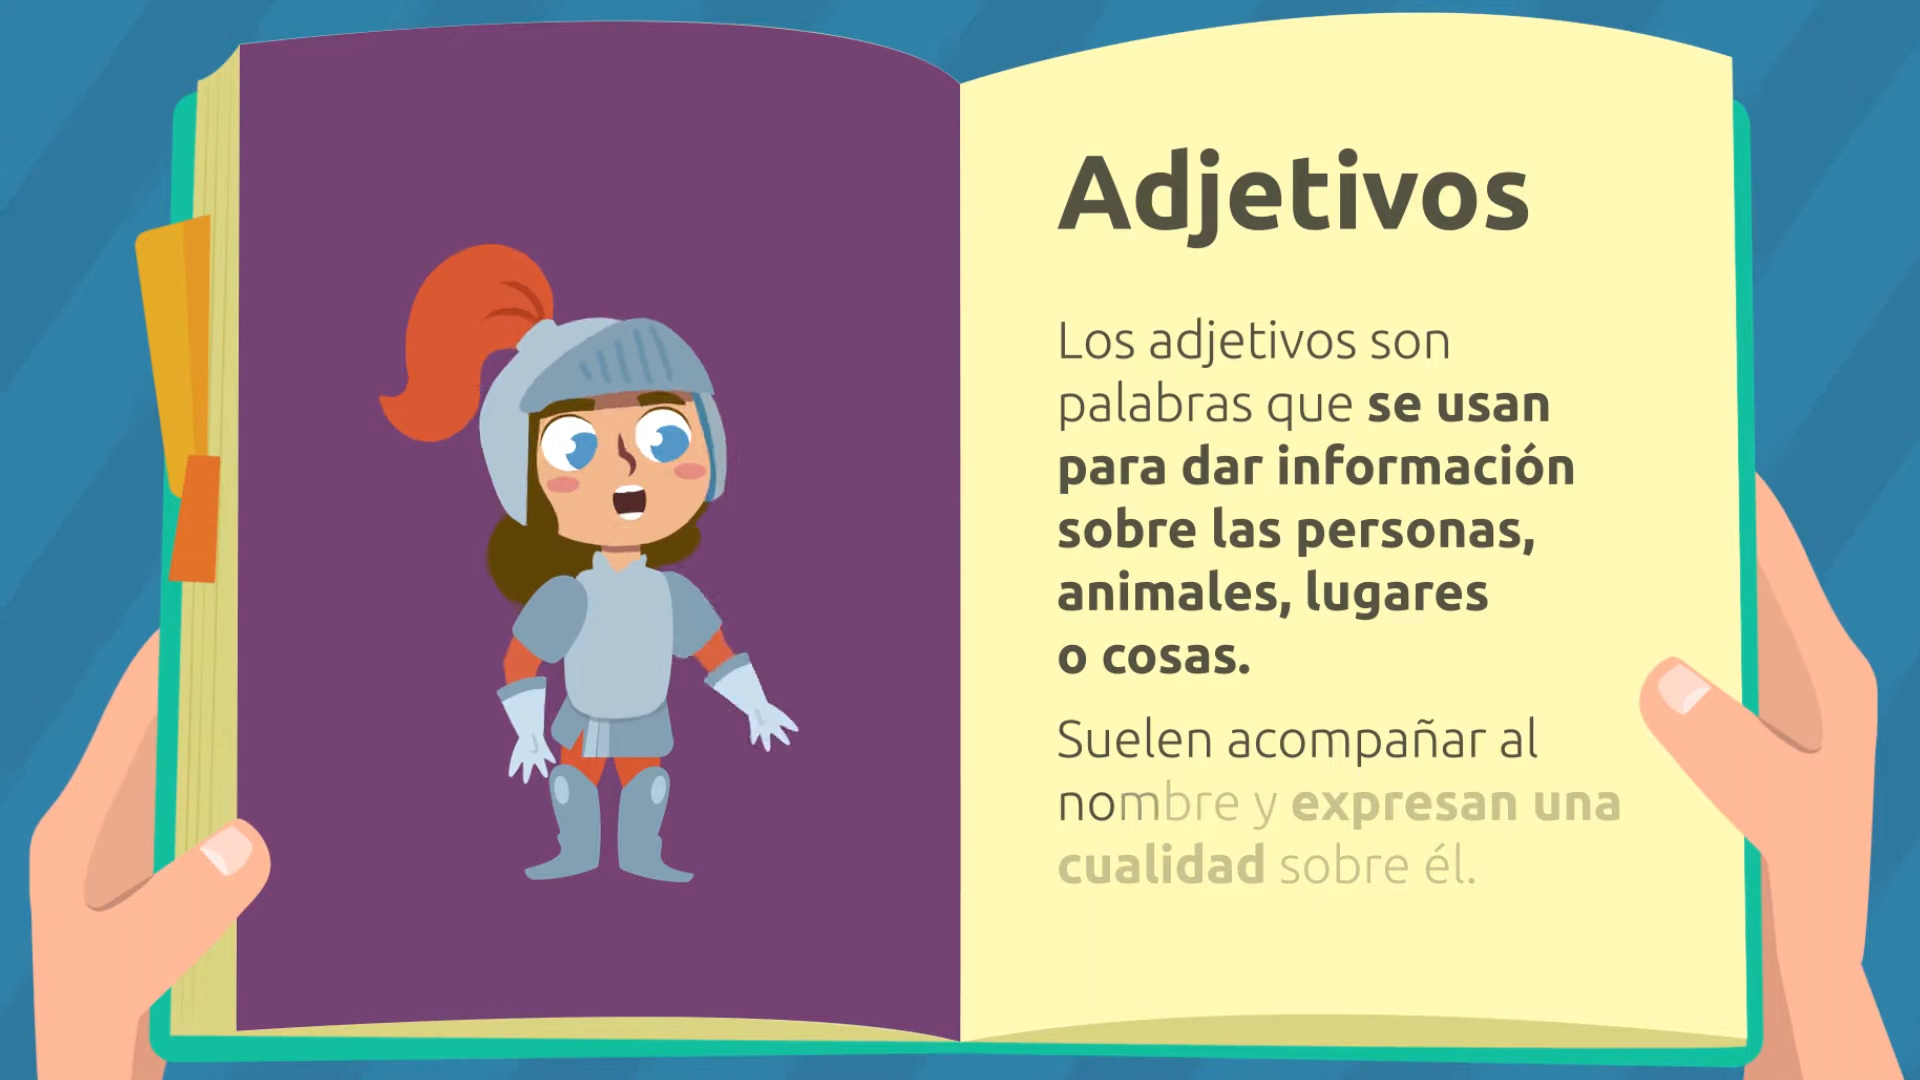 Adjetivos
Los adjetivos son
palabras que se usan
para dar información
sobre las personas,
animales, lugares
o cosas.
Suelen acompañar al
nombre y expresan una
cualidad sobre él.